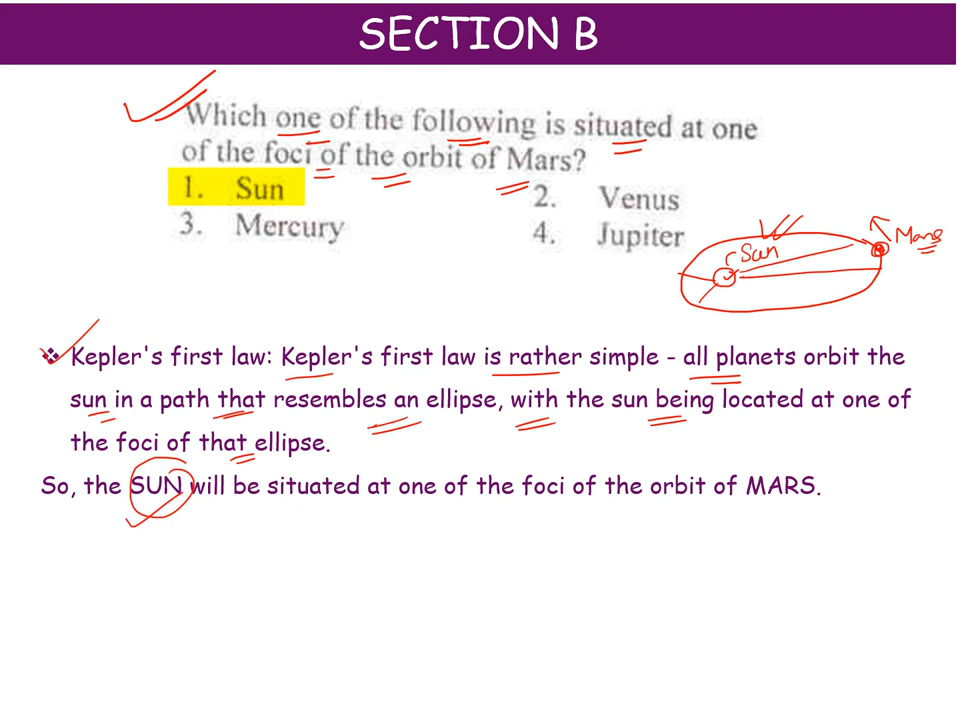 SECTION B
Which one of the following is situated at one
of the foci of the orbit of Mars?
1. Sun
2. Venus
3. Mercury
4. Jupiter
Sun
Mars
❖ Kepler's first law: Kepler's first law is rather simple - all planets orbit the
sun in a path that resembles an ellipse, with the sun being located at one of
the foci of that ellipse.
So, the SUN will be situated at one of the foci of the orbit of MARS.